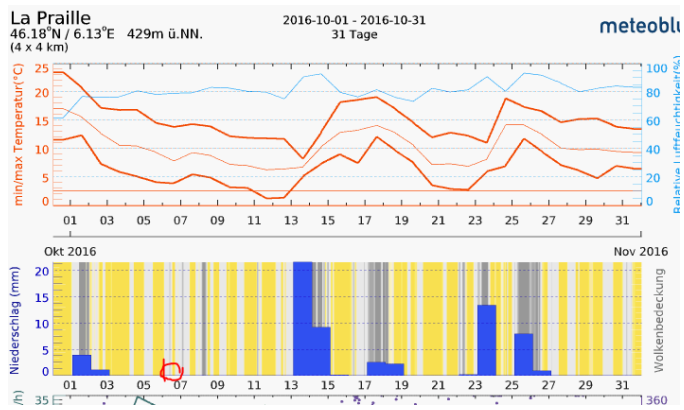 La Praille
46.18°N / 6.13°E 429m ü.NN.
(4 x 4 km)
2016-10-01 - 2016-10-31
31 Tage
meteoblu
min/max Temperatur(°C)
25
20
15
10
5
0
100
80
60
40
20
0
Relative Luftfeuchtigkeit(%)
01 03 05 07 09 11 13 15 17 19 21 23 25 27 29 31
Okt 2016 Nov 2016
Niederschlag (mm)
20
15
10
5
0
Wolkenbedeckung
01 03 05 07 09 11 13 15 17 19 21 23 25 27 29 31
/h) 35 360